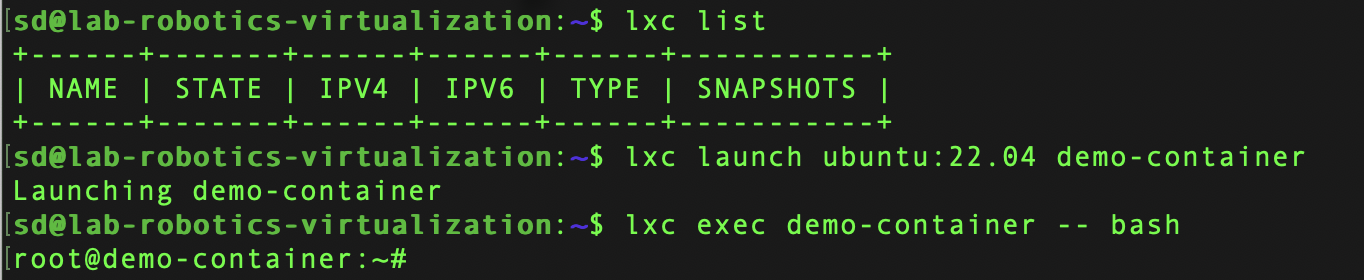 [sd@lab-robotics-virtualization:~$ lxc list
+------+-------+------+------+------+-----------+
| NAME | STATE | IPV4 | IPV6 | TYPE | SNAPSHOTS |
+------+-------+------+------+------+-----------+
[sd@lab-robotics-virtualization:~$ lxc launch ubuntu:22.04 demo-container
Launching demo-container
[sd@lab-robotics-virtualization:~$ lxc exec demo-container -- bash
[root@demo-container:~#